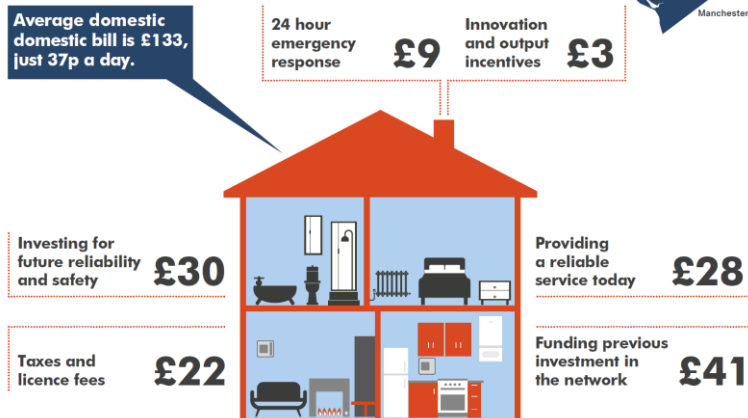 Average domestic
domestic bill is £133,
just 37p a day.
24 hour
emergency
response
£9
Innovation
and output
incentives
£3
Manchester
Investing for
future reliability
and safety
£30
Providing
a reliable
service today
£28
Taxes and
licence fees
£22
Funding previous
investment in
the network
£41